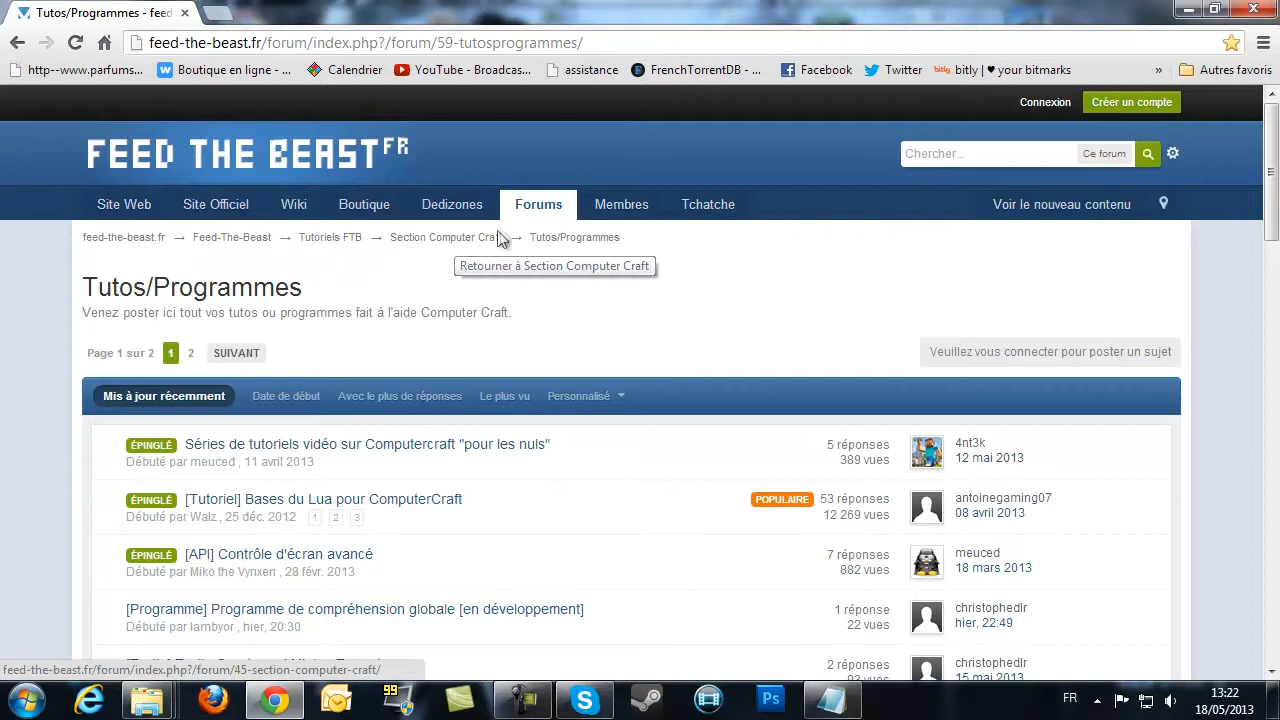 Tutos/Programmes - feed
feed-the-beast.fr/forum/index.php?/forum/59-tutosprogrammes/
http--www.parfums... Boutique en ligne - ... Calendrier YouTube - Broadcas... assistance FrenchTorrentDB - ... Facebook Twitter bitly | ♥ your bitmarks » Autres favoris
Connexion Créer un compte
FEED THE BEAST FR
Chercher... Ce forum
Site Web Site Officiel Wiki Boutique Dedizones Forums Membres Tchatche Voir le nouveau contenu
feed-the-beast.fr → Feed-The-Beast → Tutoriels FTB → Section Computer Cra → Tutos/Programmes
Retourner à Section Computer Craft
Tutos/Programmes
Venez poster ici tout vos tutos ou programmes fait à l'aide Computer Craft.
Page 1 sur 2 1 2 SUIVANT Veuillez vous connecter pour poster un sujet
Mis à jour récemment Date de début Avec le plus de réponses Le plus vu Personnalisé
ÉPINGLÉ Séries de tutoriels vidéo sur Computercraft "pour les nuls" 5 réponses 4nt3k
Débuté par meuced , 11 avril 2013 389 vues 12 mai 2013
ÉPINGLÉ [Tutoriel] Bases du Lua pour ComputerCraft POPULAIRE 53 réponses antoinegaming07
Débuté par Walz , 25 déc. 2012 1 2 3 12 269 vues 08 avril 2013
ÉPINGLÉ [API] Contrôle d'écran avancé 7 réponses meuced
Débuté par Miko the Vynxen , 28 févr. 2013 882 vues 18 mars 2013
[Programme] Programme de compréhension globale [en développement] 1 réponse christophedlr
Débuté par lambyor , hier, 20:30 22 vues hier, 22:49
2 réponses christophedlr
15 mai 2013
feed-the-beast.fr/forum/index.php?/forum/45-section-computer-craft/
99 Ps FR 13:22
18/05/2013